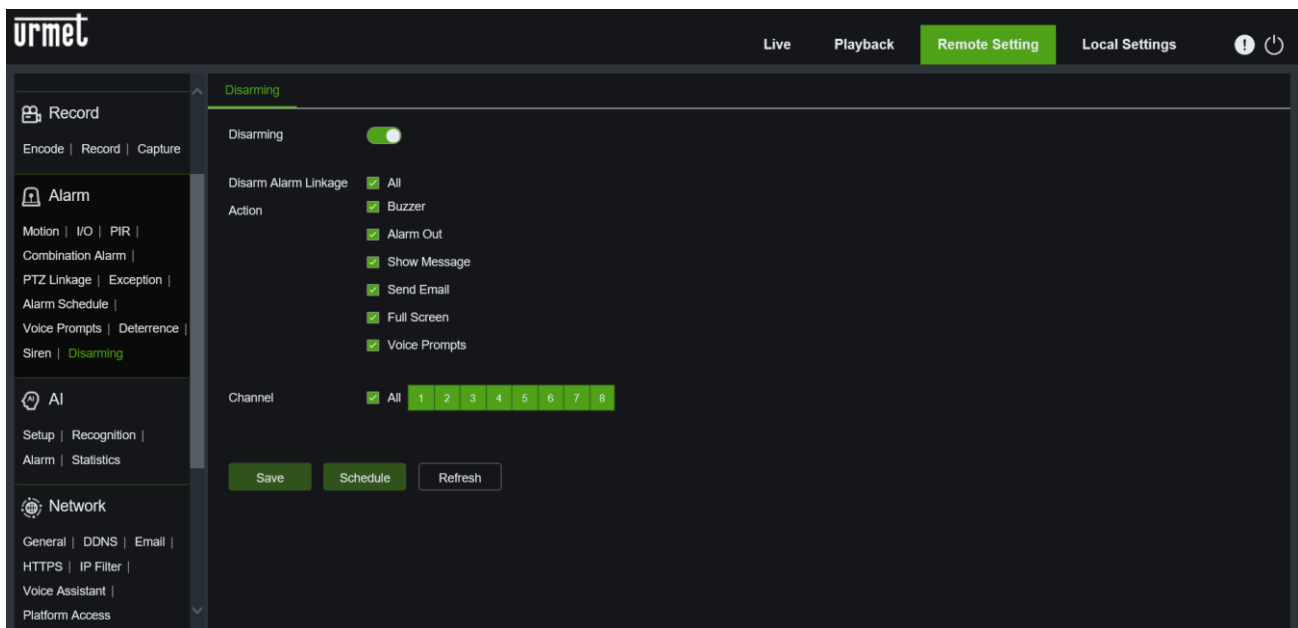 urmet
Live Playback Remote Setting Local Settings
Record
Encode | Record | Capture
Alarm
Motion | I/O | PIR |
Combination Alarm |
PTZ Linkage | Exception |
Alarm Schedule |
Voice Prompts | Deterrence |
Siren | Disarming
AI
Setup | Recognition |
Alarm | Statistics
Network
General | DDNS | Email |
HTTPS | IP Filter |
Voice Assistant |
Platform Access
Disarming
Disarming
Disarm Alarm Linkage All
Action Buzzer
Alarm Out
Show Message
Send Email
Full Screen
Voice Prompts
Channel All 1 2 3 4 5 6 7 8
Save Schedule Refresh